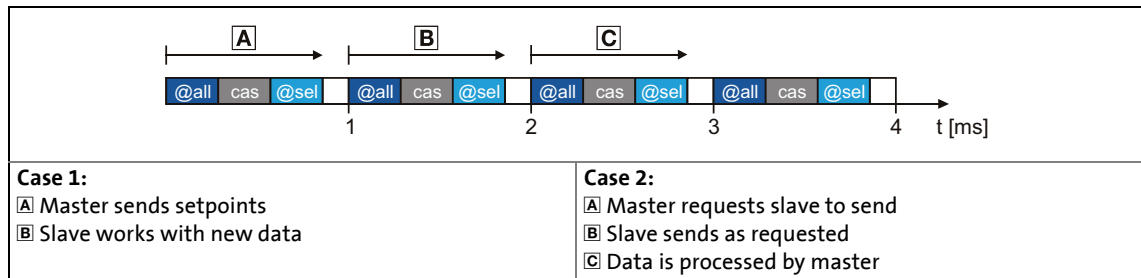 A B C
@all cas @sel @all cas @sel @all cas @sel @all cas @sel
1 2 3 4 t [ms]
Case 1:
A Master sends setpoints
B Slave works with new data
Case 2:
A Master requests slave to send
B Slave sends as requested
C Data is processed by master